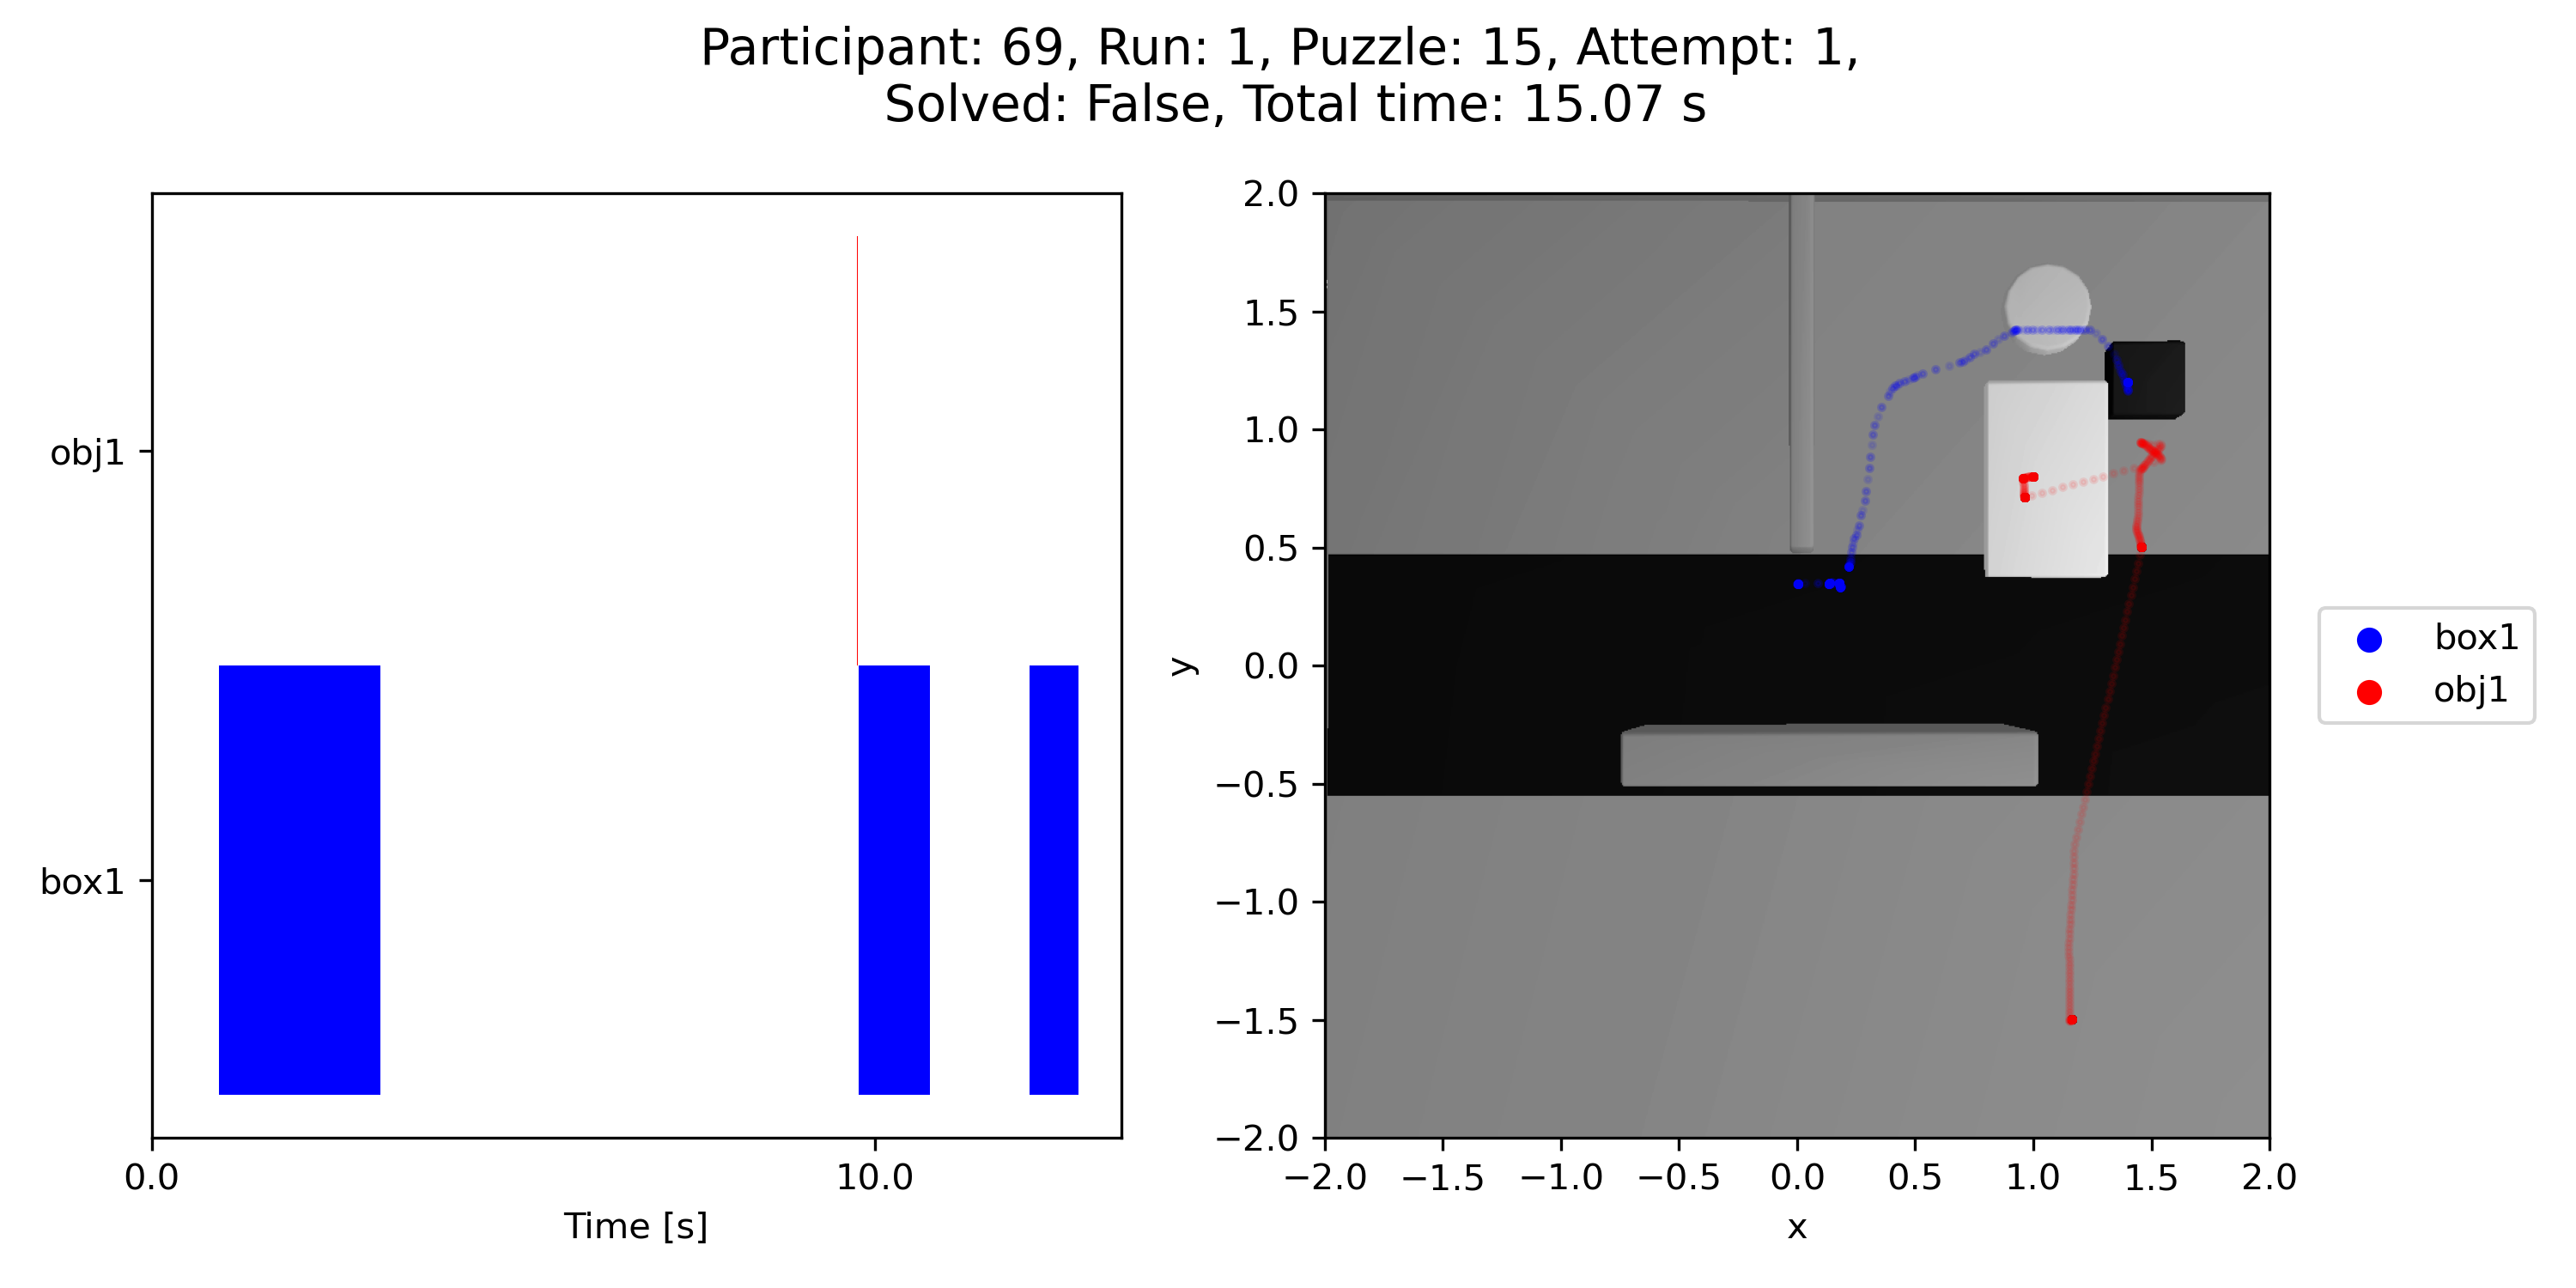 Participant: 69, Run: 1, Puzzle: 15, Attempt: 1,
Solved: False, Total time: 15.07 s
obj1
box1
0.0
10.0
Time [s]
2.0
1.5
1.0
0.5
0.0
−0.5
−1.0
−1.5
−2.0
y
−2.0
−1.5
−1.0
−0.5
0.0
0.5
1.0
1.5
2.0
x
box1
obj1